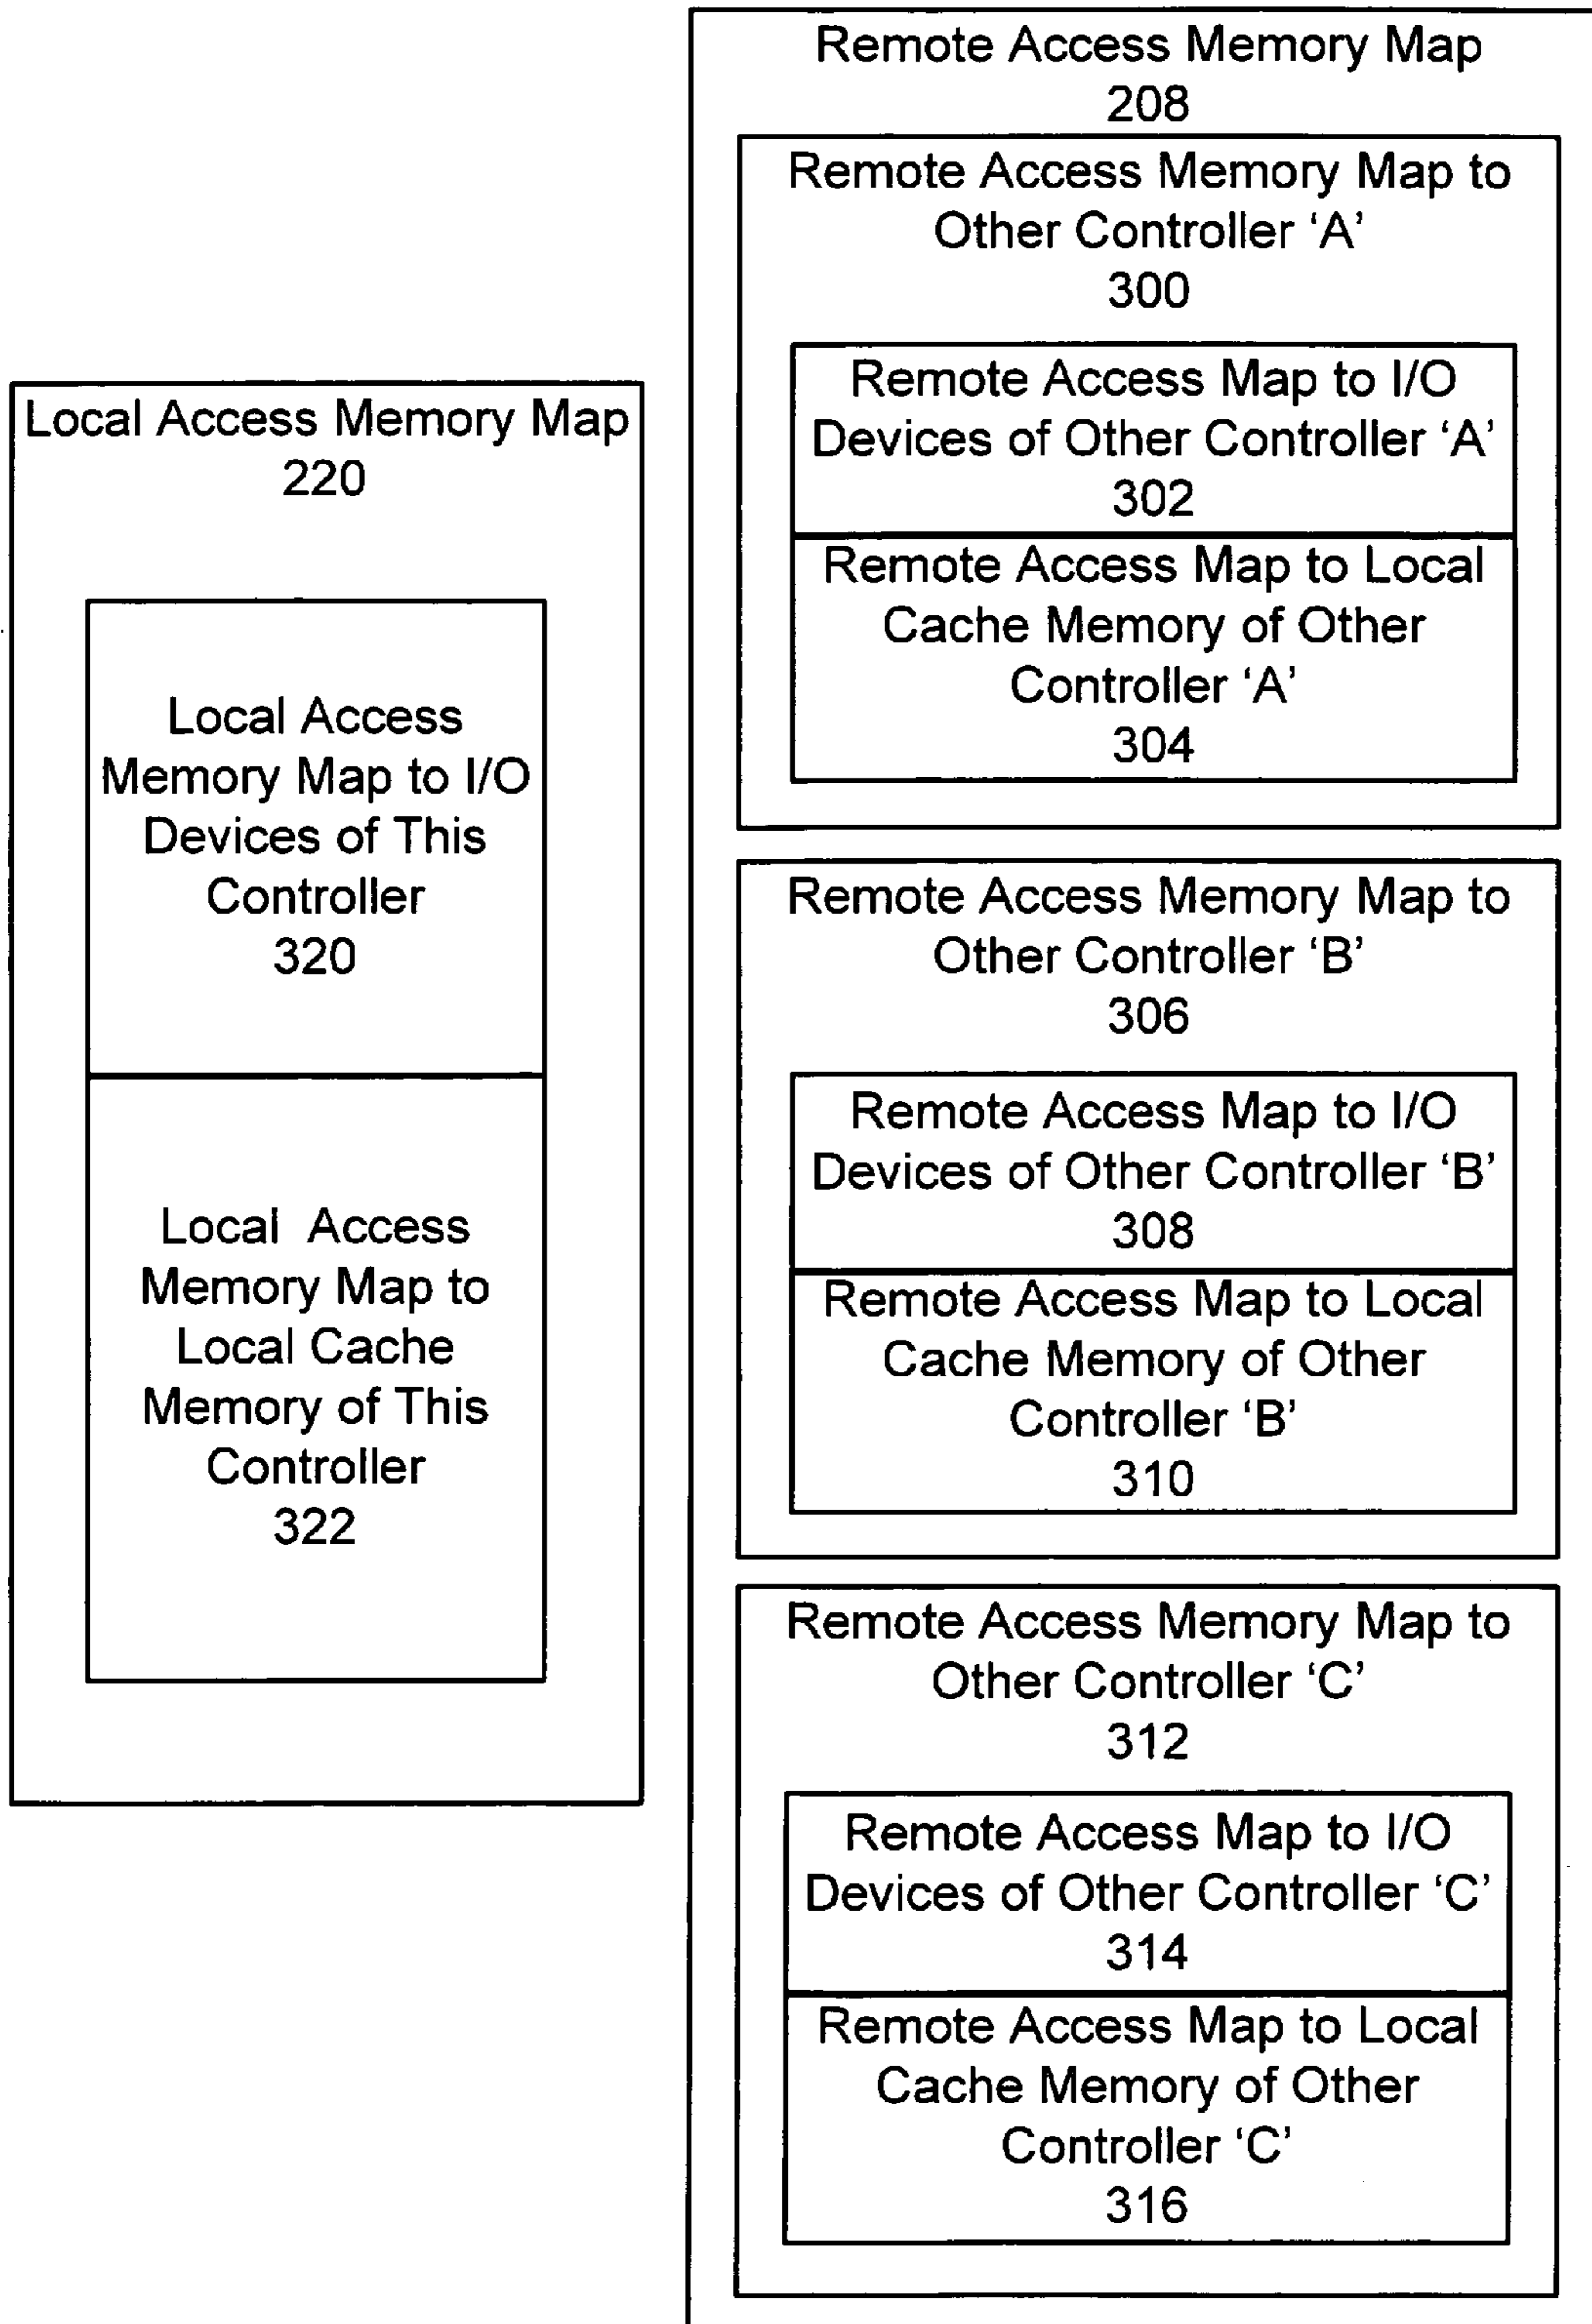 Local Access Memory Map
220
Local Access
Memory Map to I/O
Devices of This
Controller
320
Local Access
Memory Map to
Local Cache
Memory of This
Controller
322
Remote Access Memory Map
208
Remote Access Memory Map to
Other Controller ‘A’
300
Remote Access Map to I/O
Devices of Other Controller ‘A’
302
Remote Access Map to Local
Cache Memory of Other
Controller ‘A’
304
Remote Access Memory Map to
Other Controller ‘B’
306
Remote Access Map to I/O
Devices of Other Controller ‘B’
308
Remote Access Map to Local
Cache Memory of Other
Controller ‘B’
310
Remote Access Memory Map to
Other Controller ‘C’
312
Remote Access Map to I/O
Devices of Other Controller ‘C’
314
Remote Access Map to Local
Cache Memory of Other
Controller ‘C’
316